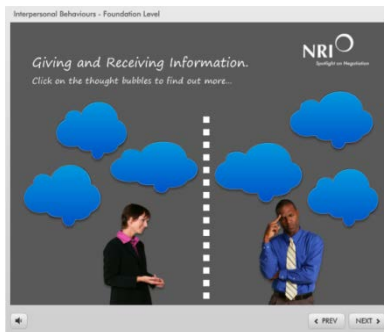 Interpersonal Behaviours - Foundation Level
Giving and Receiving Information.
NRI
Spotlight on Negotiation
Click on the thought bubbles to find out more...
PREV
NEXT